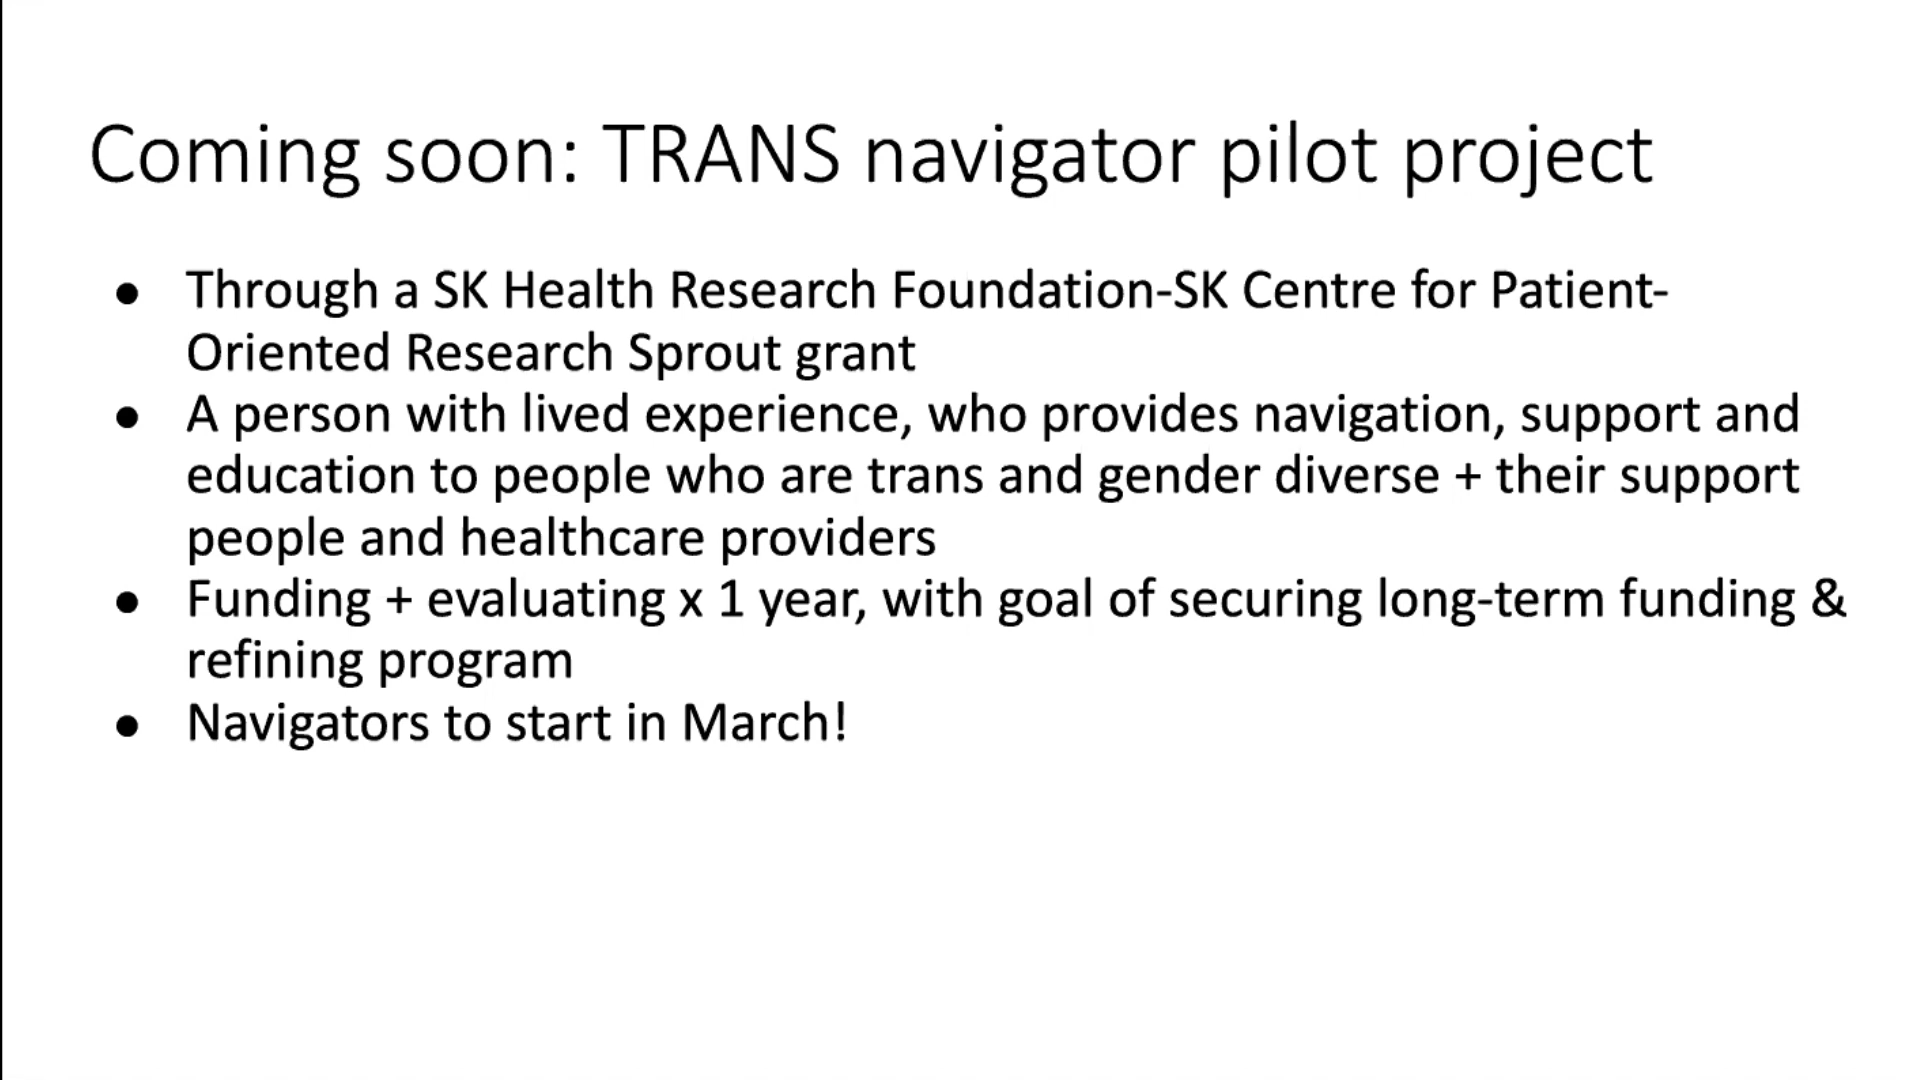 Coming soon: TRANS navigator pilot project
● Through a SK Health Research Foundation-SK Centre for Patient-
Oriented Research Sprout grant
● A person with lived experience, who provides navigation, support and
education to people who are trans and gender diverse + their support
people and healthcare providers
● Funding + evaluating x 1 year, with goal of securing long-term funding &
refining program
● Navigators to start in March!